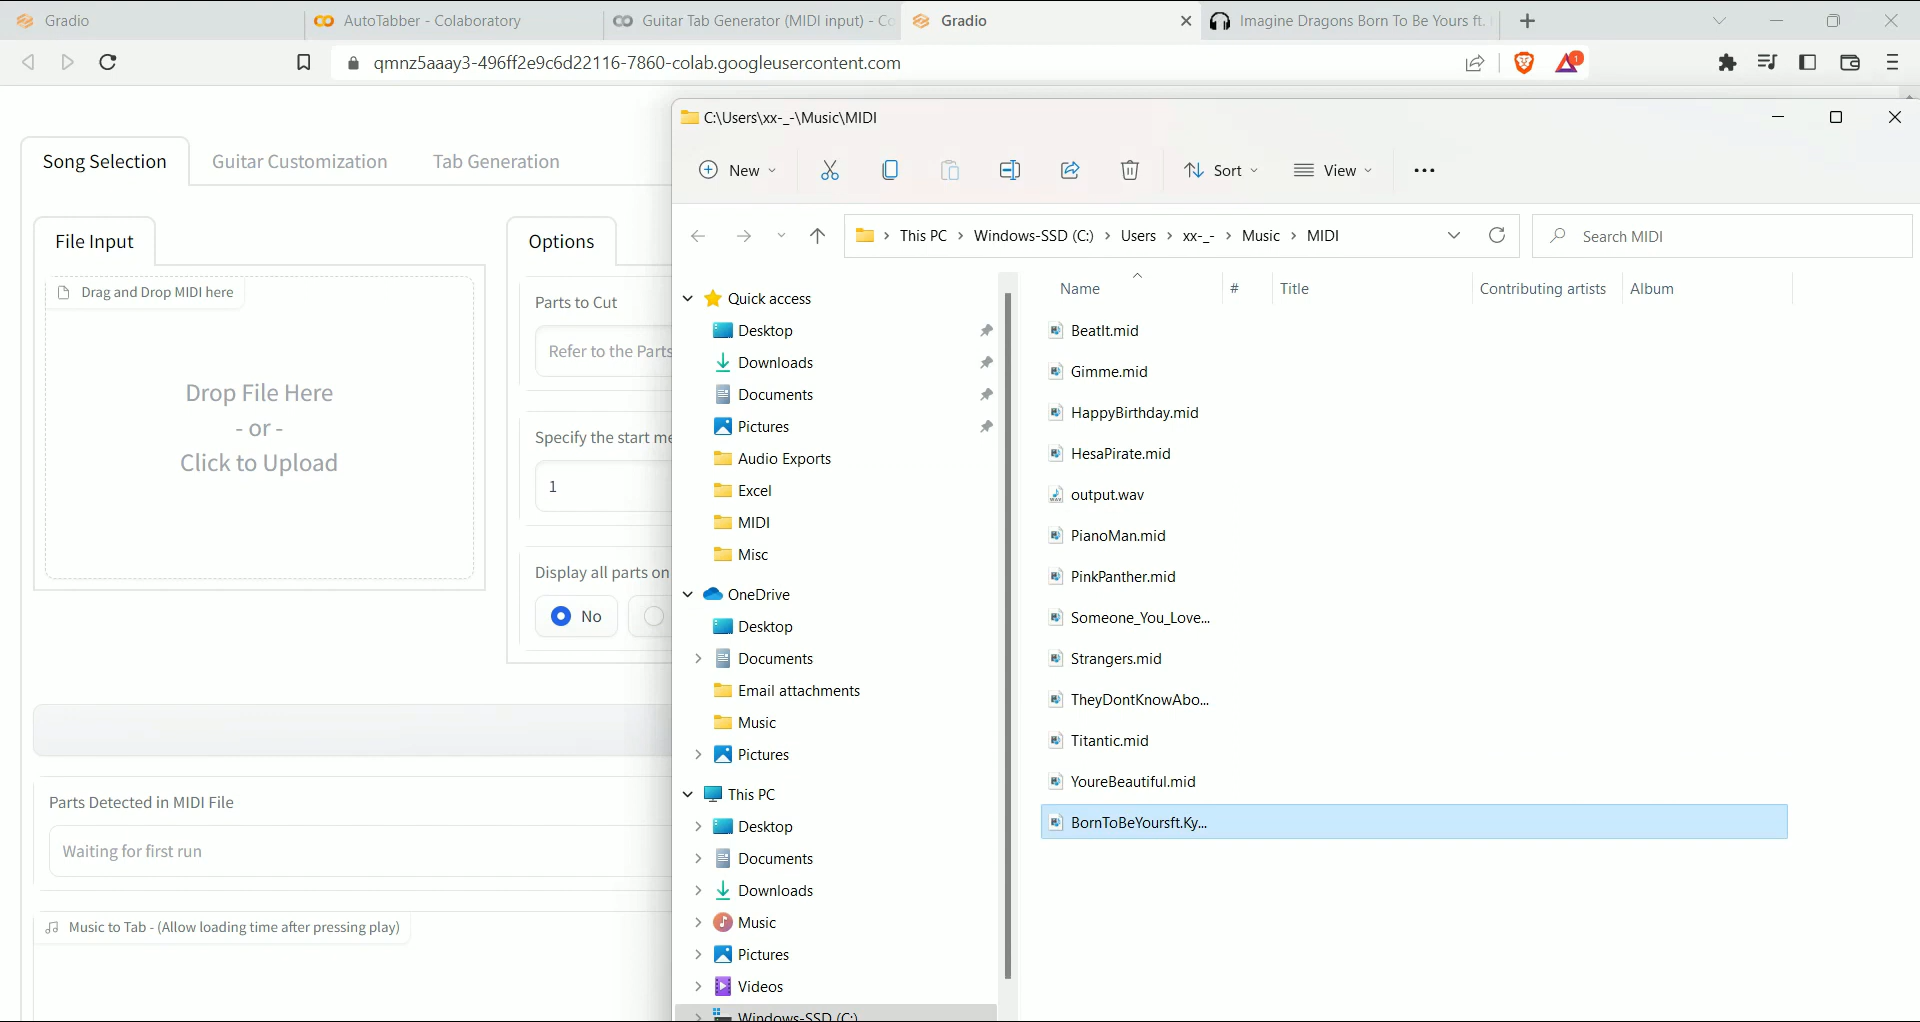 Gradio
AutoTabber - Colaboratory
Guitar Tab Generator (MIDI input) - Co
Gradio
Imagine Dragons Born To Be Yours ft.
qmnz5aaay3-496ff2e9c6d22116-7860-colab.googleusercontent.com
1
Song Selection
Guitar Customization
Tab Generation
File Input
Drag and Drop MIDI here
Drop File Here
- or -
Click to Upload
Options
Parts to Cut
Refer to the Parts
Specify the start me
1
Display all parts on
No
Parts Detected in MIDI File
Waiting for first run
Music to Tab - (Allow loading time after pressing play)
C:\Users\xx-_-\Music\MIDI
New
Sort
View
This PC > Windows-SSD (C:) > Users > xx-_- > Music > MIDI
Search MIDI
Quick access
Desktop
Downloads
Documents
Pictures
Audio Exports
Excel
MIDI
Misc
OneDrive
Desktop
Documents
Email attachments
Music
Pictures
This PC
Desktop
Documents
Downloads
Music
Pictures
Videos
Windows-SSD (C:)
Name
#
Title
Contributing artists
Album
BeatIt.mid
Gimme.mid
HappyBirthday.mid
HesaPirate.mid
output.wav
PianoMan.mid
PinkPanther.mid
Someone_You_Love...
Strangers.mid
TheyDontKnowAbo...
Titantic.mid
YoureBeautiful.mid
BornToBeYoursft.Ky...